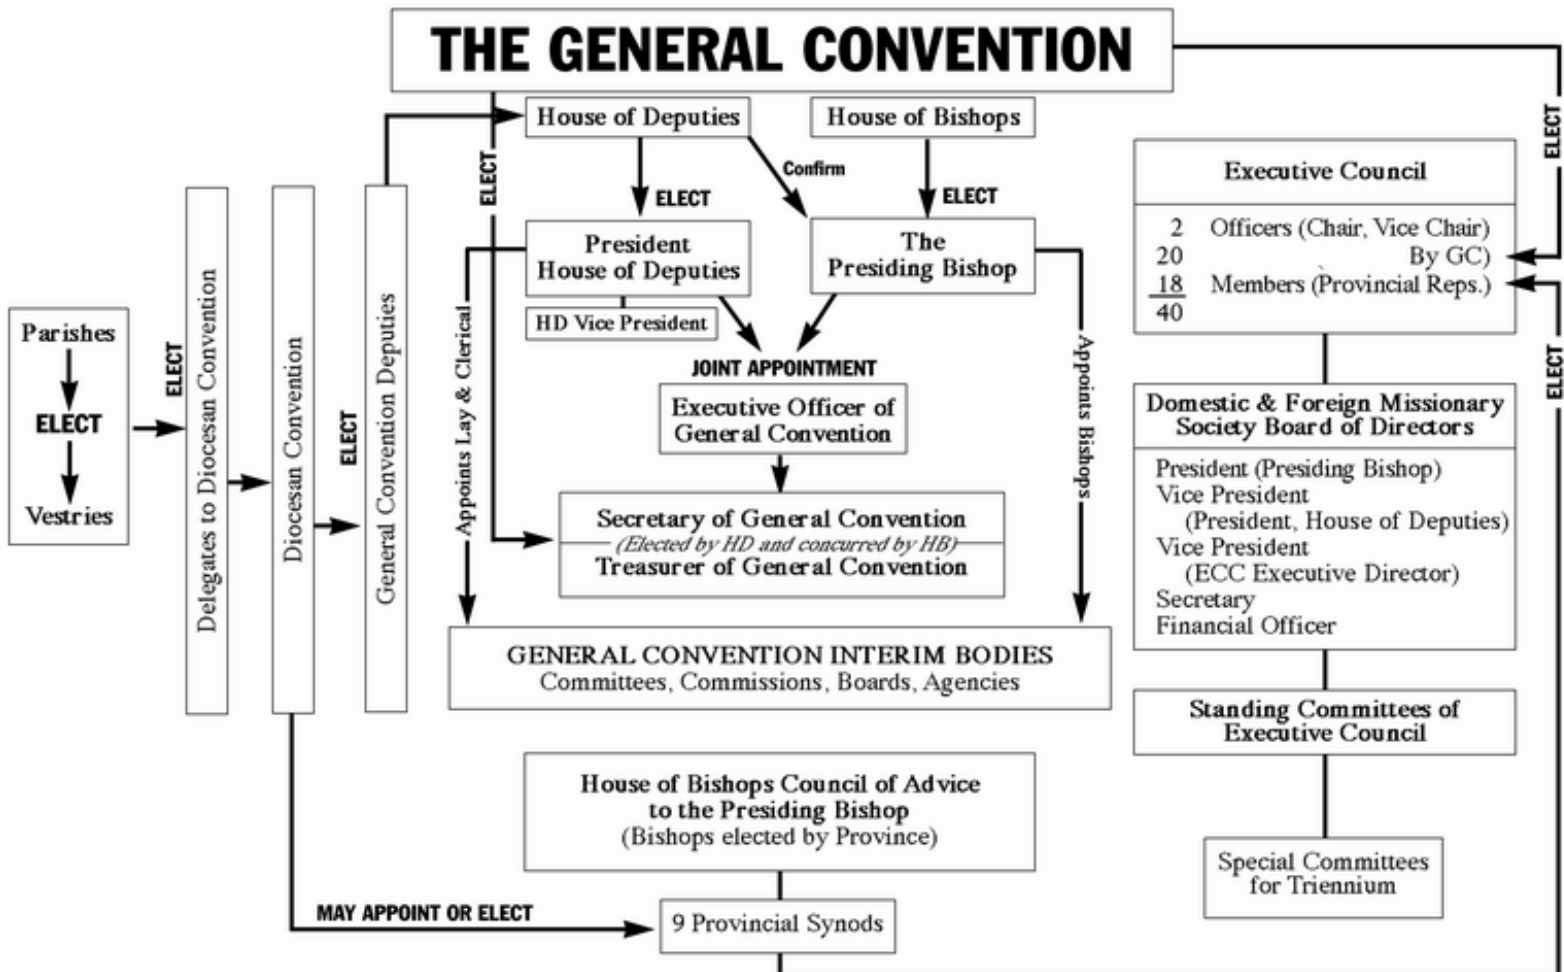 THE GENERAL CONVENTION
House of Deputies
House of Bishops
ELECT
Confirm
ELECT
ELECT
ELECT
President
House of Deputies
The
Presiding Bishop
HD Vice President
JOINT APPOINTMENT
Executive Officer of
General Convention
Secretary of General Convention
(Elected by HD and concurred by HB)
Treasurer of General Convention
Appoints Lay & Clerical
Appoints Bishops
GENERAL CONVENTION INTERIM BODIES
Committees, Commissions, Boards, Agencies
Parishes
ELECT
Vestries
ELECT
Delegates to Diocesan Convention
Diocesan Convention
ELECT
General Convention Deputies
House of Bishops Council of Advice
to the Presiding Bishop
(Bishops elected by Province)
MAY APPOINT OR ELECT
9 Provincial Synods
Executive Council
2 Officers (Chair, Vice Chair)
20 By GC)
18 Members (Provincial Reps.)
40
ELECT
Domestic & Foreign Missionary
Society Board of Directors
President (Presiding Bishop)
Vice President
(President, House of Deputies)
Vice President
(ECC Executive Director)
Secretary
Financial Officer
Standing Committees of
Executive Council
Special Committees
for Triennium